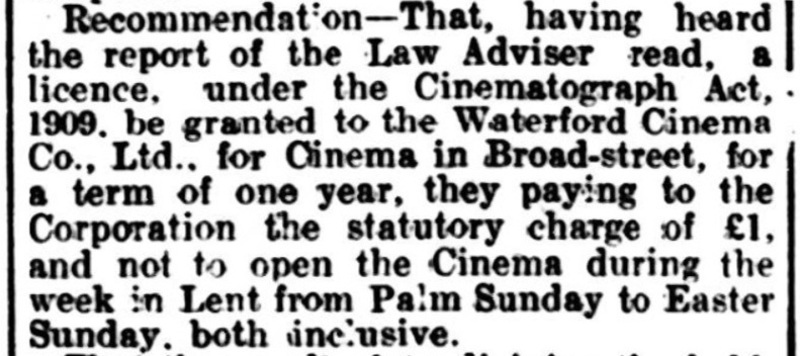 Recommendation—That, having heard
the report of the Law Adviser read, a
licence, under the Cinematograph Act,
1909, be granted to the Waterford Cinema
Co., Ltd., for Cinema in Broad-street, for
a term of one year, they paying to the
Corporation the statutory charge of £1,
and not to open the Cinema during the
week in Lent from Palm Sunday to Easter
Sunday, both inclusive.